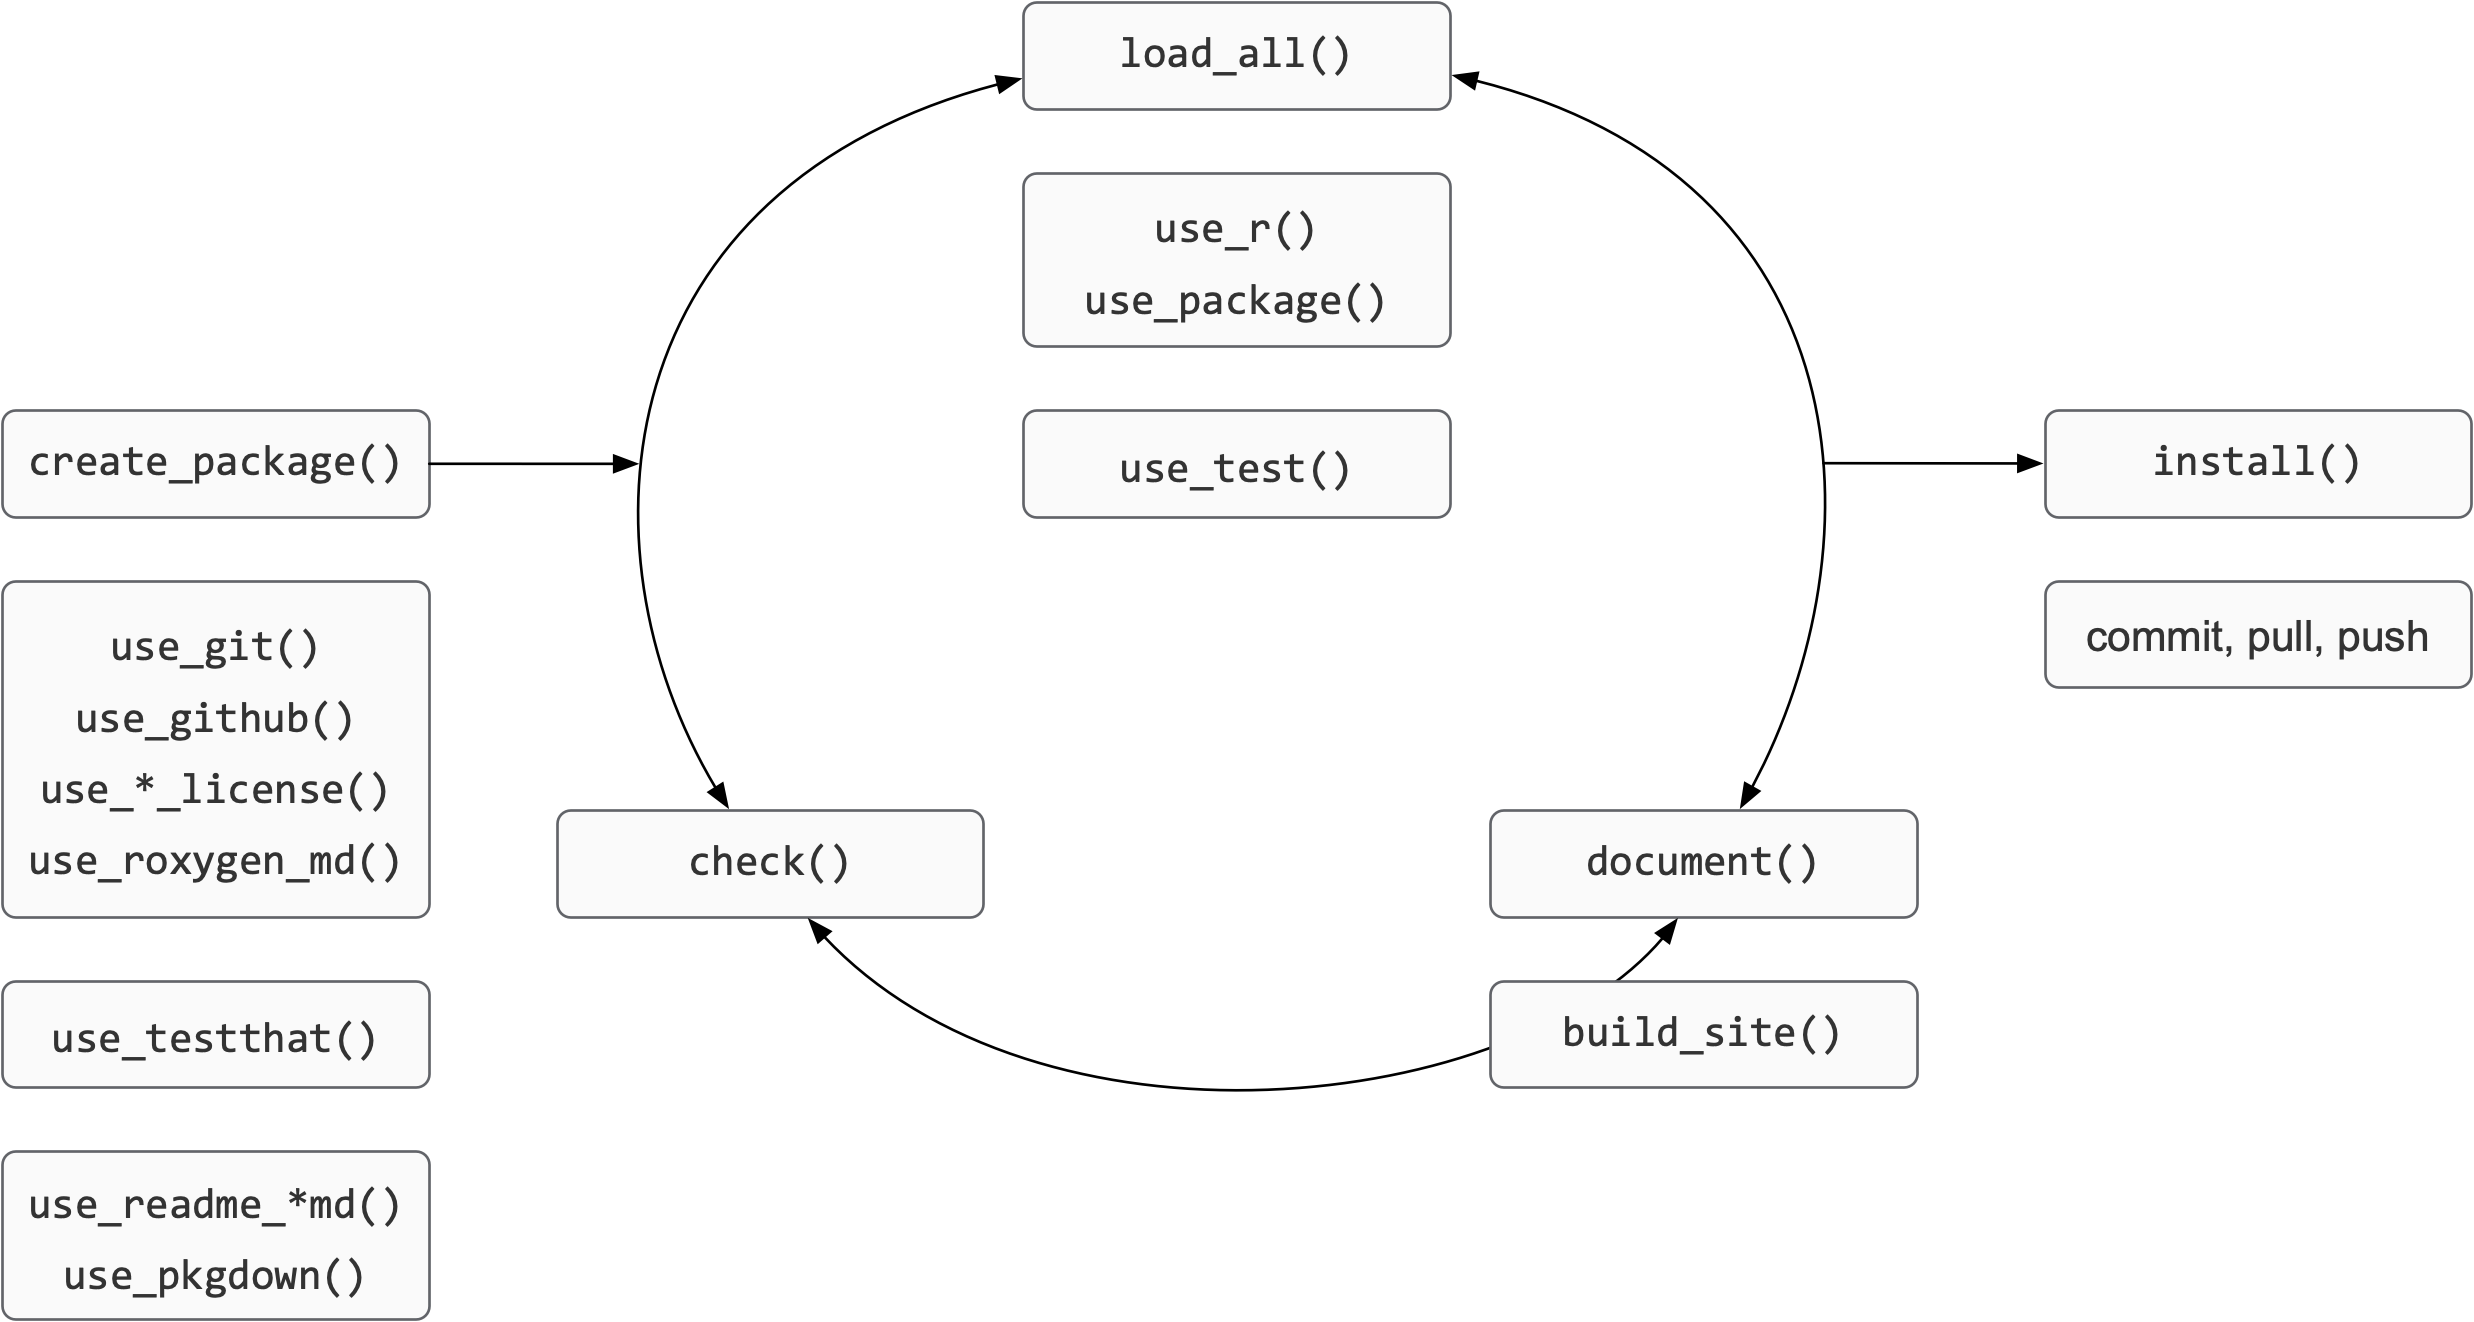 load_all()
use_r()
use_package()
use_test()
create_package()
use_git()
use_github()
use_*_license()
use_roxygen_md()
use_testthat()
use_readme_*md()
use_pkgdown()
check()
document()
build_site()
install()
commit, pull, push